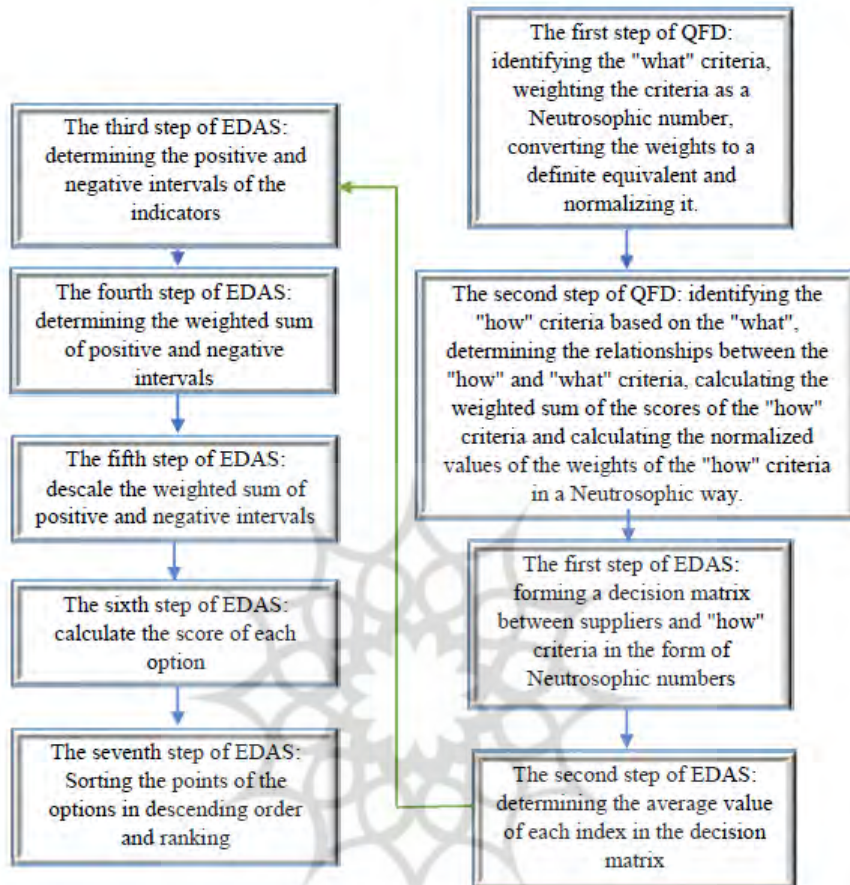 The first step of QFD:
identifying the "what" criteria,
weighting the criteria as a
Neutrosophic number,
converting the weights to a
definite equivalent and
normalizing it.
The second step of QFD: identifying the
"how" criteria based on the "what",
determining the relationships between the
"how" and "what" criteria, calculating the
weighted sum of the scores of the "how"
criteria and calculating the normalized
values of the weights of the "how" criteria
in a Neutrosophic way.
The first step of EDAS:
forming a decision matrix
between suppliers and "how"
criteria in the form of
Neutrosophic numbers
The second step of EDAS:
determining the average value
of each index in the decision
matrix
The third step of EDAS:
determining the positive and
negative intervals of the
indicators
The fourth step of EDAS:
determining the weighted sum
of positive and negative
intervals
The fifth step of EDAS:
descale the weighted sum of
positive and negative intervals
The sixth step of EDAS:
calculate the score of each
option
The seventh step of EDAS:
Sorting the points of the
options in descending order
and ranking